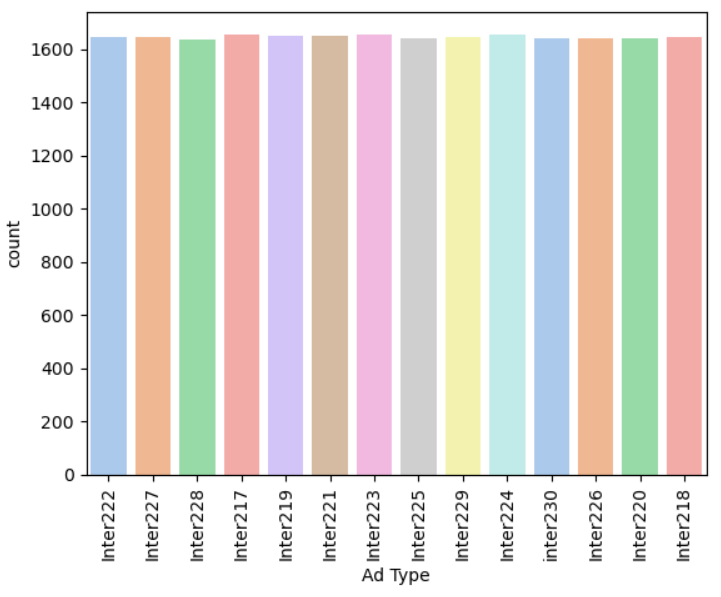 1600
1400
1200
1000
800
600
400
200
0
count
Inter222
Inter227
Inter228
Inter217
Inter219
Inter221
Inter223
Inter225
Inter229
Inter224
inter230
Inter226
Inter220
Inter218
Ad Type